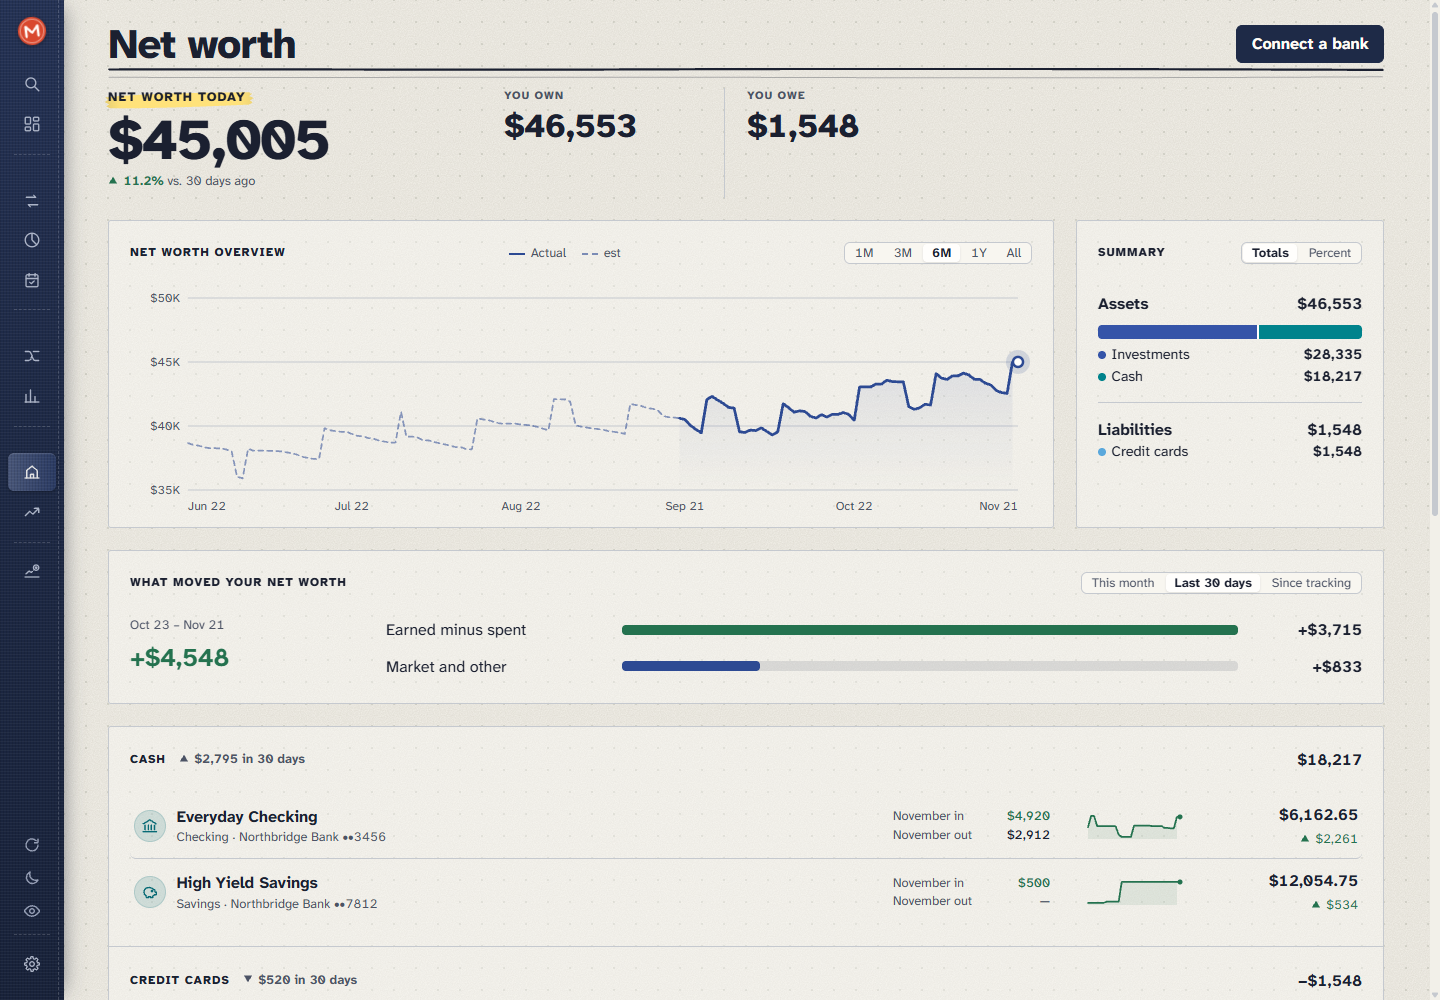 M
Net worth
Connect a bank
NET WORTH TODAY
$45,005
▲ 11.2% vs. 30 days ago
YOU OWN
$46,553
YOU OWE
$1,548
NET WORTH OVERVIEW
Actual
est
1M 3M 6M 1Y All
$50K
$45K
$40K
$35K
Jun 22 Jul 22 Aug 22 Sep 21 Oct 22 Nov 21
SUMMARY
Totals Percent
Assets $46,553
Investments $28,335
Cash $18,217
Liabilities $1,548
Credit cards $1,548
WHAT MOVED YOUR NET WORTH
This month Last 30 days Since tracking
Oct 23 – Nov 21
+$4,548
Earned minus spent +$3,715
Market and other +$833
CASH ▲ $2,795 in 30 days $18,217
Everyday Checking
Checking · Northbridge Bank ••3456
November in $4,920
November out $2,912
$6,162.65
▲ $2,261
High Yield Savings
Savings · Northbridge Bank ••7812
November in $500
November out —
$12,054.75
▲ $534
CREDIT CARDS ▼ $520 in 30 days –$1,548